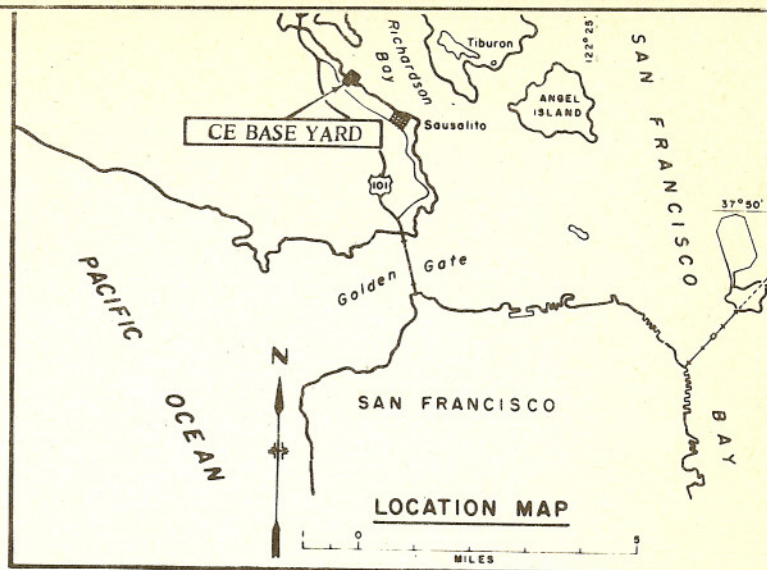 Richardson
Bay
Tiburon
122° 25'
SAN FRANCISCO
BAY
ANGEL
ISLAND
CE BASE YARD
Sausalito
101
37° 50'
PACIFIC
OCEAN
Golden Gate
N
SAN FRANCISCO
LOCATION MAP
1 0 5
MILES